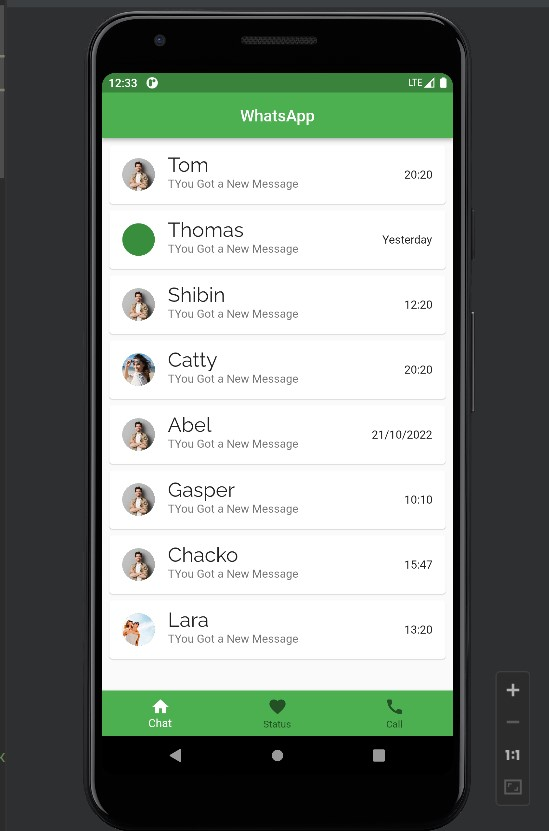 12:33
LTE
WhatsApp
Tom
TYou Got a New Message
20:20
Thomas
TYou Got a New Message
Yesterday
Shibin
TYou Got a New Message
12:20
Catty
TYou Got a New Message
20:20
Abel
TYou Got a New Message
21/10/2022
Gasper
TYou Got a New Message
10:10
Chacko
TYou Got a New Message
15:47
Lara
TYou Got a New Message
13:20
Chat
Status
Call
1:1